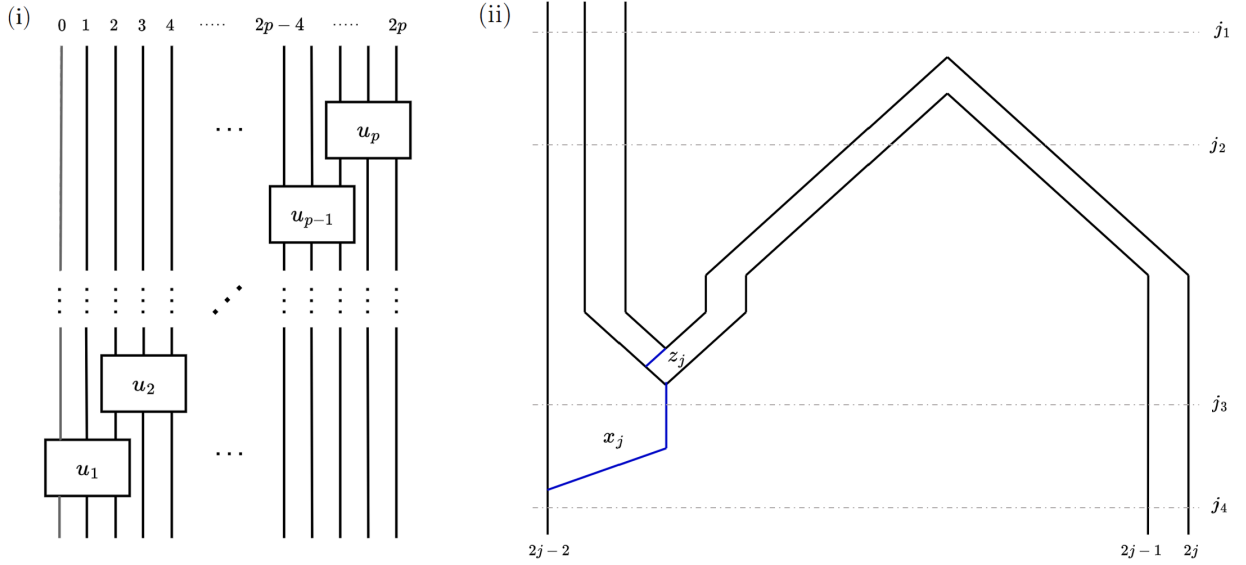 (i)
0 1 2 3 4 ..... 2p − 4 ..... 2p
u_p
u_{p−1}
u_2
u_1
(ii)
j_1
j_2
z_j
j_3
x_j
j_4
2j − 2 2j − 1 2j